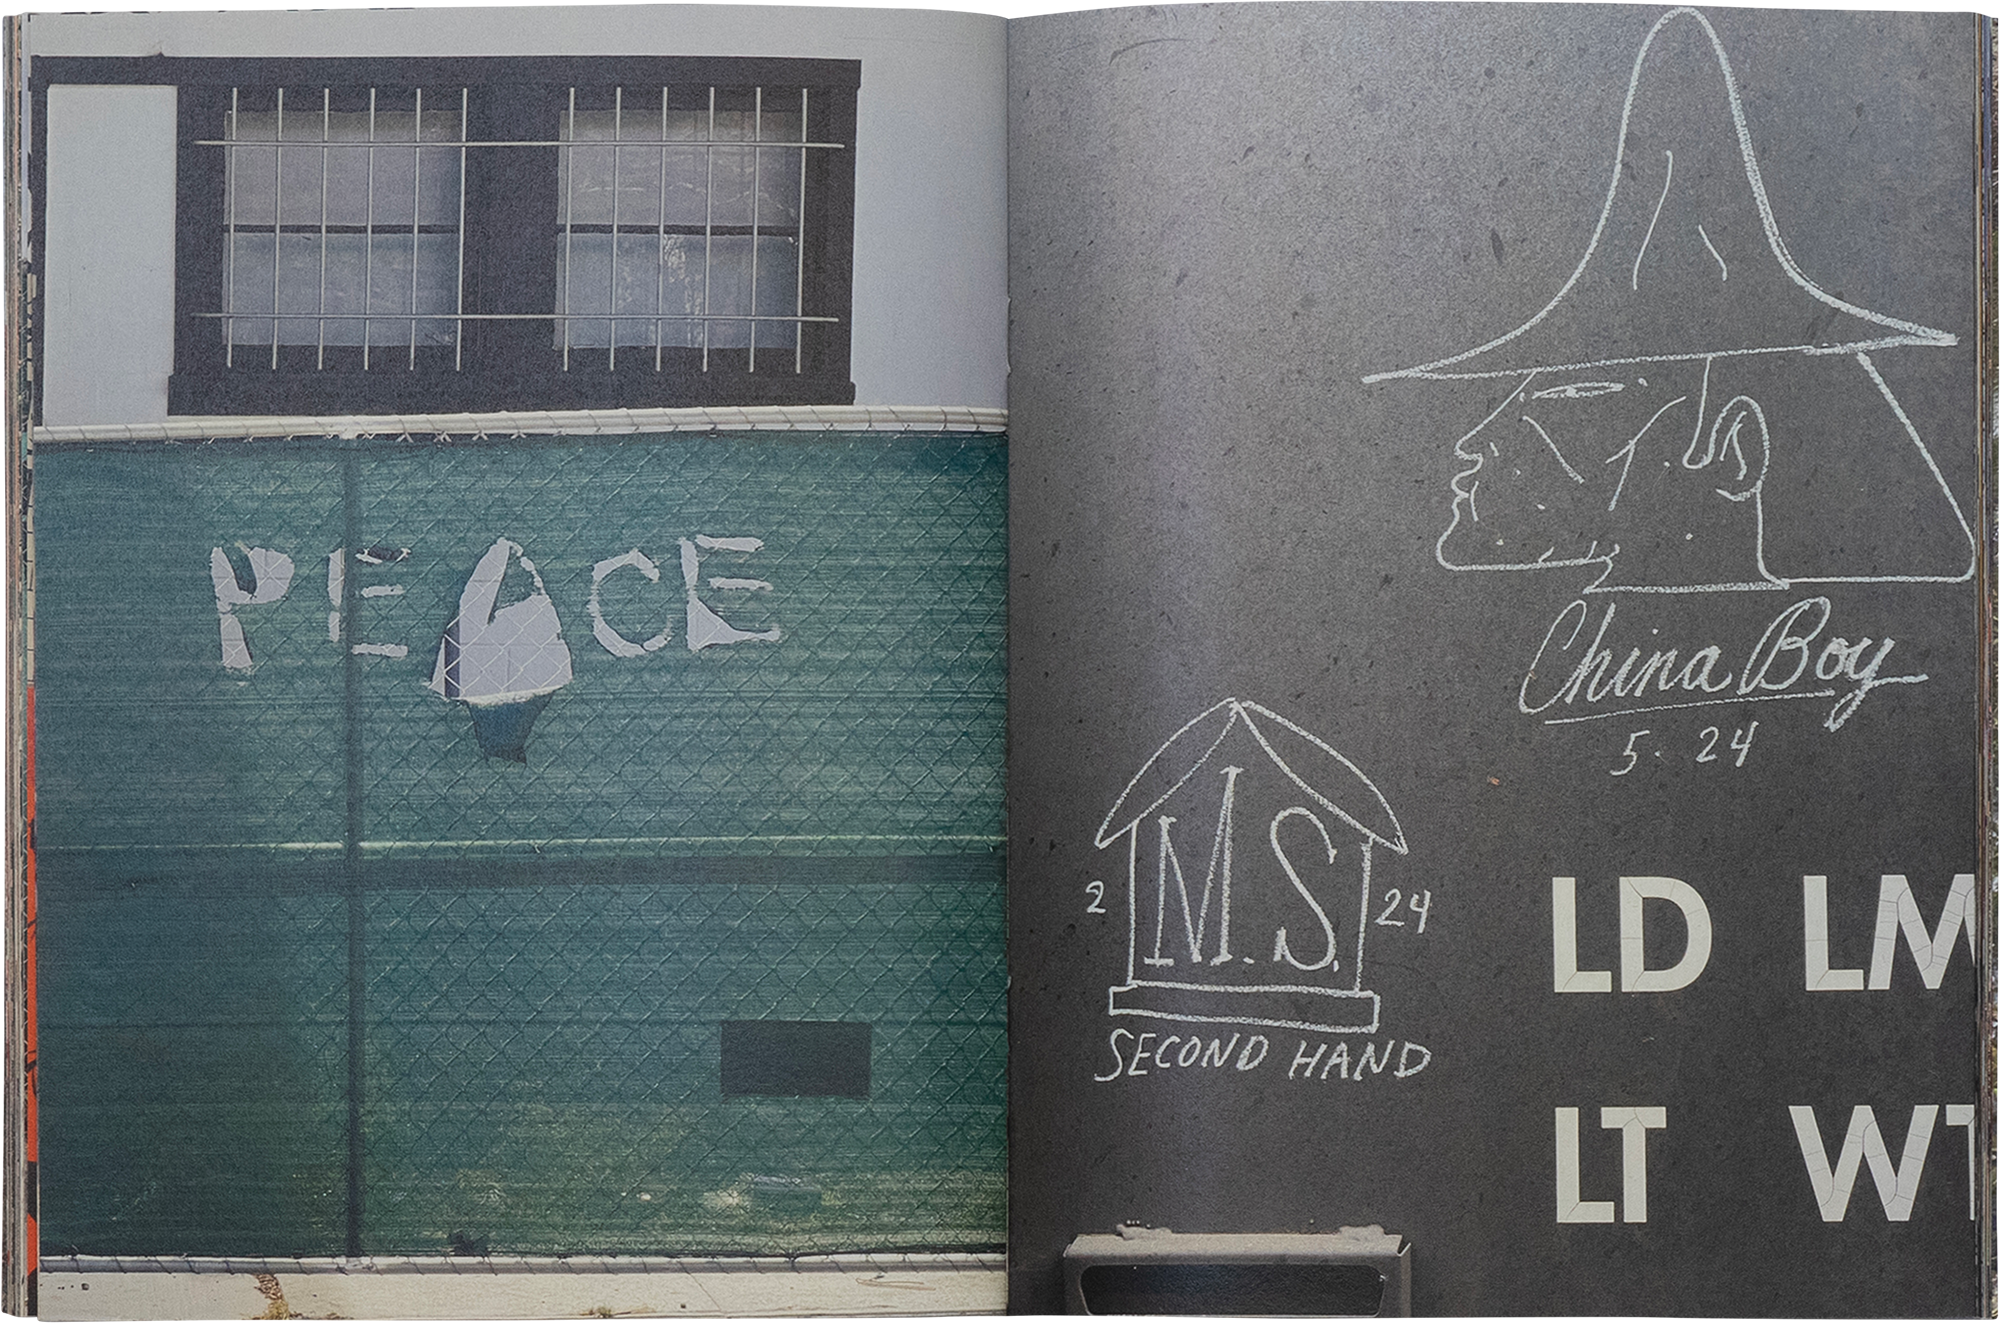 PEACE
China Boy
5. 24
M.S.
2 24
SECOND HAND
LD LM
LT WT